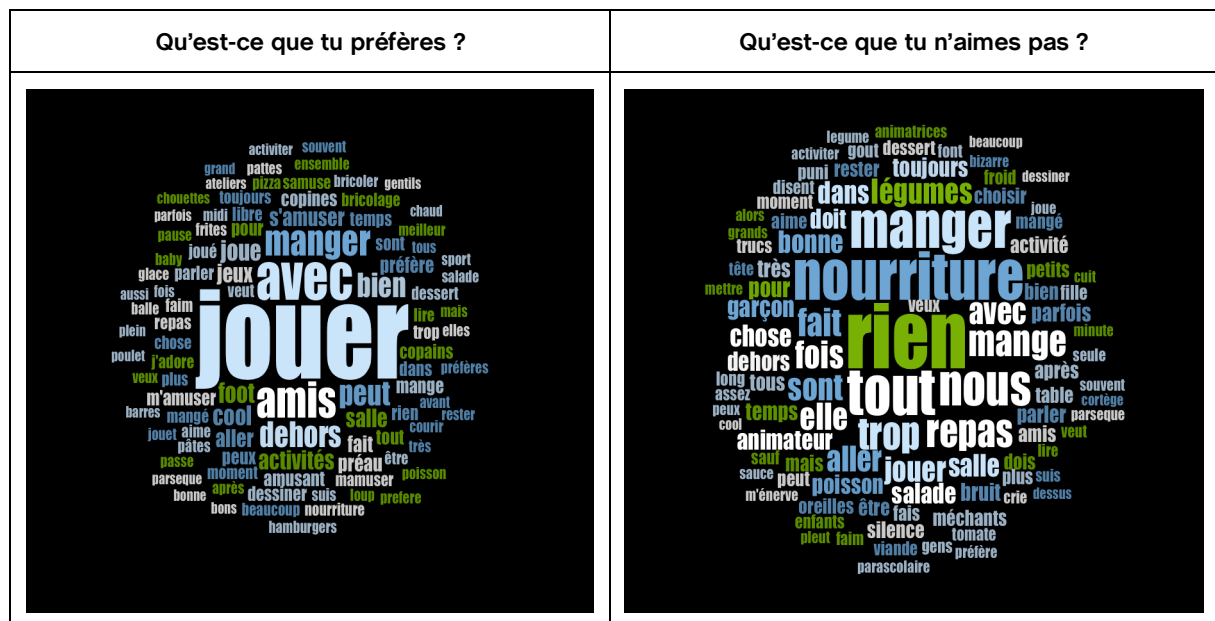 Qu'est-ce que tu préfères ?
Qu'est-ce que tu n'aimes pas ?
activiter souvent
grand pattes ensemble
ateliers pizza samuse bricoler gentils
chouettes toujours copines bricolage
parfois midi libre s'amuser temps chaud
pause frites pour manger sont tous meilleur
baby joué joue avec préfère sport
glace parler jeux bien salade
aussi fois veut dessert
balle faim jouer lire mais
plein repas trop elles
chose copains
poulet j'adore dans préfères
veux plus foot amis peut mange
m'amuser avant
barres mangé cool salle rien rester
jouet aime aller dehors fait tout courir
pâtes très
passe peux activités préau être
parseque moment amusant mamuser poisson
bonne après dessiner suis loup prefere
bons beaucoup nourriture
hamburgers
legume animatrices beaucoup
activiter gout dessert font
puni rester toujours bizarre
disent dans légumes froid dessiner
moment choisir
alors aime doit manger joue
grands mangé
trucs bonne activité
tête très nourriture petits cuit
mettre pour bien fille
garçon fait veux avec parfois
chose rien minute
dehors fois mange seule
après
long tous sont tout nous souvent
assez table cortège
peux temps elle parler parseque
cool trop repas
animateur amis veut
sauf mais aller lire
sauce peut jouer salle dois
m'énerve poisson plus suis
salade bruit crie dessus
oreilles être fais
enfants silence méchants
pleut faim tomate
viande gens préfère
parascolaire